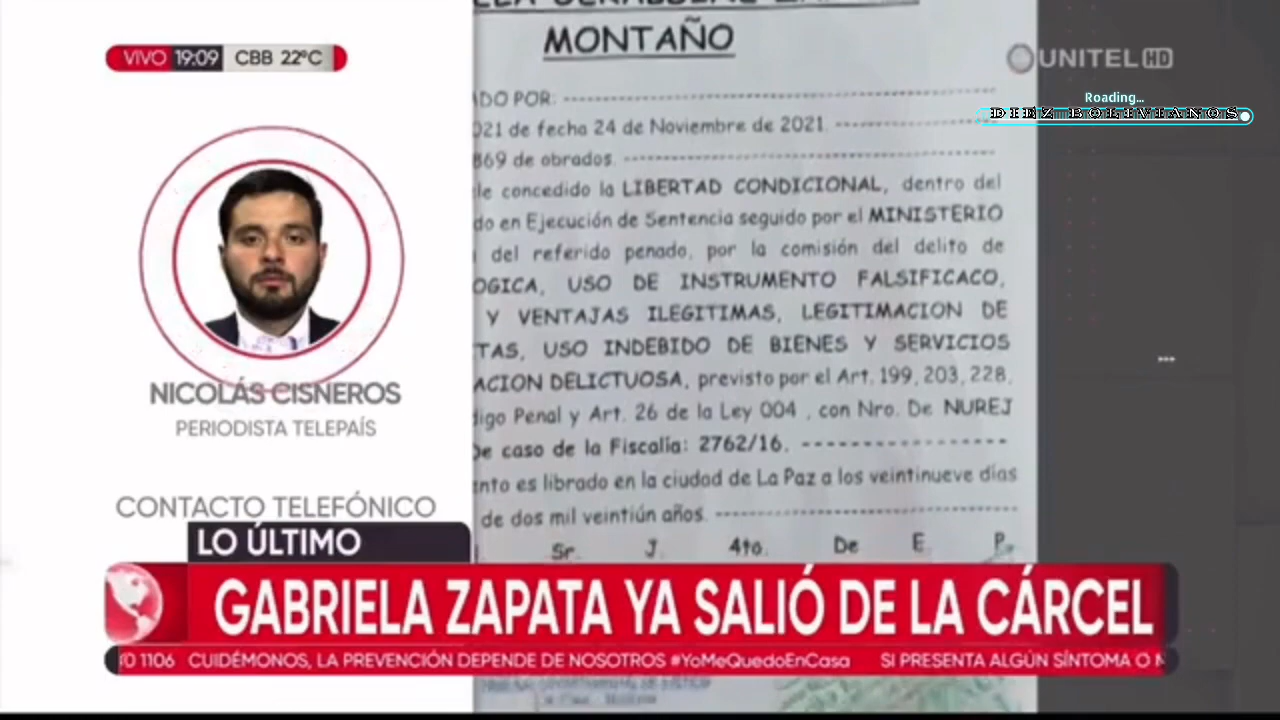 VIVO 19:09 CBB 22°C
UNITEL HD
Roading...
DIEZ BOLIVIANOS
MONTAÑO
DO POR:
021 de fecha 24 de Noviembre de 2021.
869 de obrados.
le concedido la LIBERTAD CONDICIONAL, dentro del
do en Ejecución de Sentencia seguido por el MINISTERIO
del referido penado, por la comisión del delito de
OGICA, USO DE INSTRUMENTO FALSIFICACO,
Y VENTAJAS ILEGITIMAS, LEGITIMACION DE
TAS, USO INDEBIDO DE BIENES Y SERVICIOS
ACION DELICTUOSA, previsto por el Art. 199, 203, 228,
digo Penal y Art. 26 de la Ley 004 , con Nro. De NUREJ
De caso de la Fiscalía: 2762/16.
nto es librado en la ciudad de La Paz a los veintinueve días
de dos mil veintiún años.
Sr. J. 4to. De E. P.
NICOLÁS CISNEROS
PERIODISTA TELEPAÍS
CONTACTO TELEFÓNICO
LO ÚLTIMO
GABRIELA ZAPATA YA SALIÓ DE LA CÁRCEL
TO 1106 CUIDÉMONOS, LA PREVENCIÓN DEPENDE DE NOSOTROS #YoMeQuedoEnCasa SI PRESENTA ALGÚN SÍNTOMA O